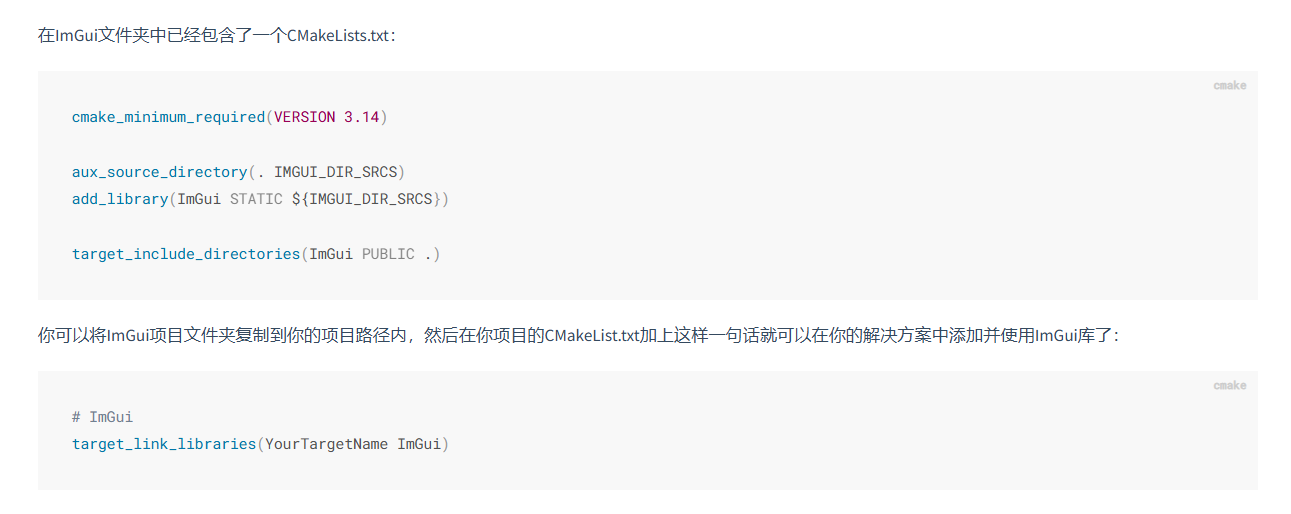 在ImGui文件夹中已经包含了一个CMakeLists.txt：
cmake
cmake_minimum_required(VERSION 3.14)
aux_source_directory(. IMGUI_DIR_SRCS)
add_library(ImGui STATIC ${IMGUI_DIR_SRCS})
target_include_directories(ImGui PUBLIC .)
你可以将ImGui项目文件夹复制到你的项目路径内，然后在你项目的CMakeList.txt加上这样一句话就可以在你的解决方案中添加并使用ImGui库了：
cmake
# ImGui
target_link_libraries(YourTargetName ImGui)